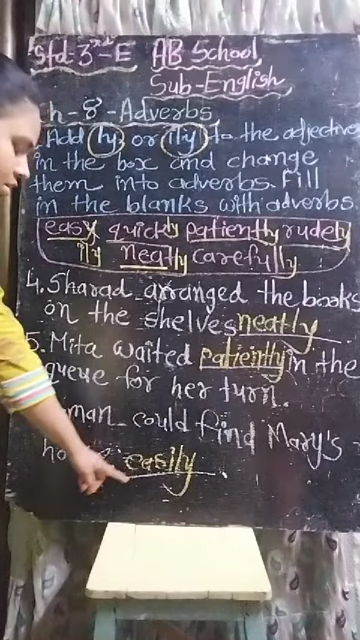 Std-3rd-E AB School
Sub-English
h-8-Adverbs
Add ly or ily to the adjective
in the box and change
them into adverbs. Fill
in the blanks with adverbs.
easy quickly patiently rudely
ily neatly carefully
4. Sharad arranged the books
on the shelves neatly
5. Mita waited patiently in the
queue for her turn.
man could find Mary's
easily